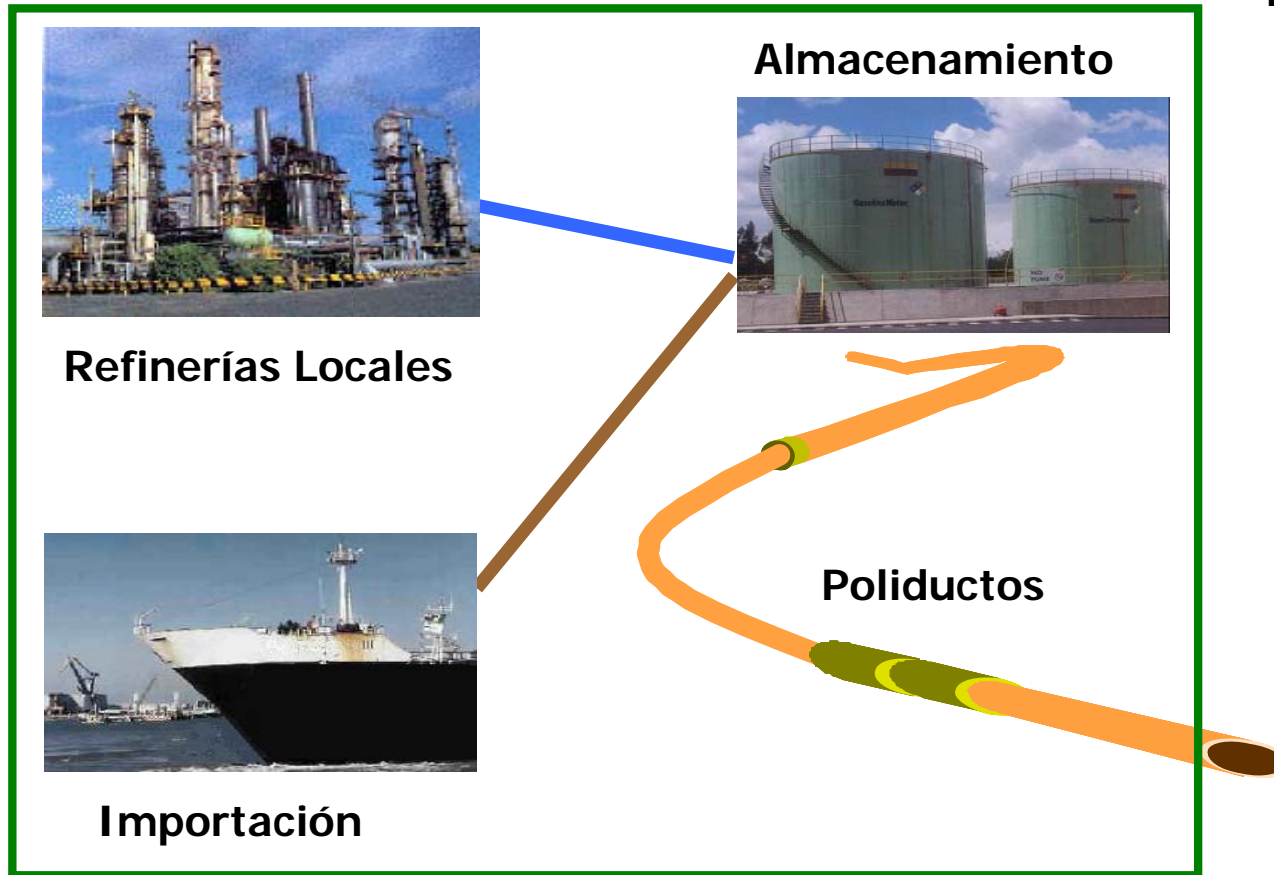 Almacenamiento
Refinerías Locales
Poliductos
Importación